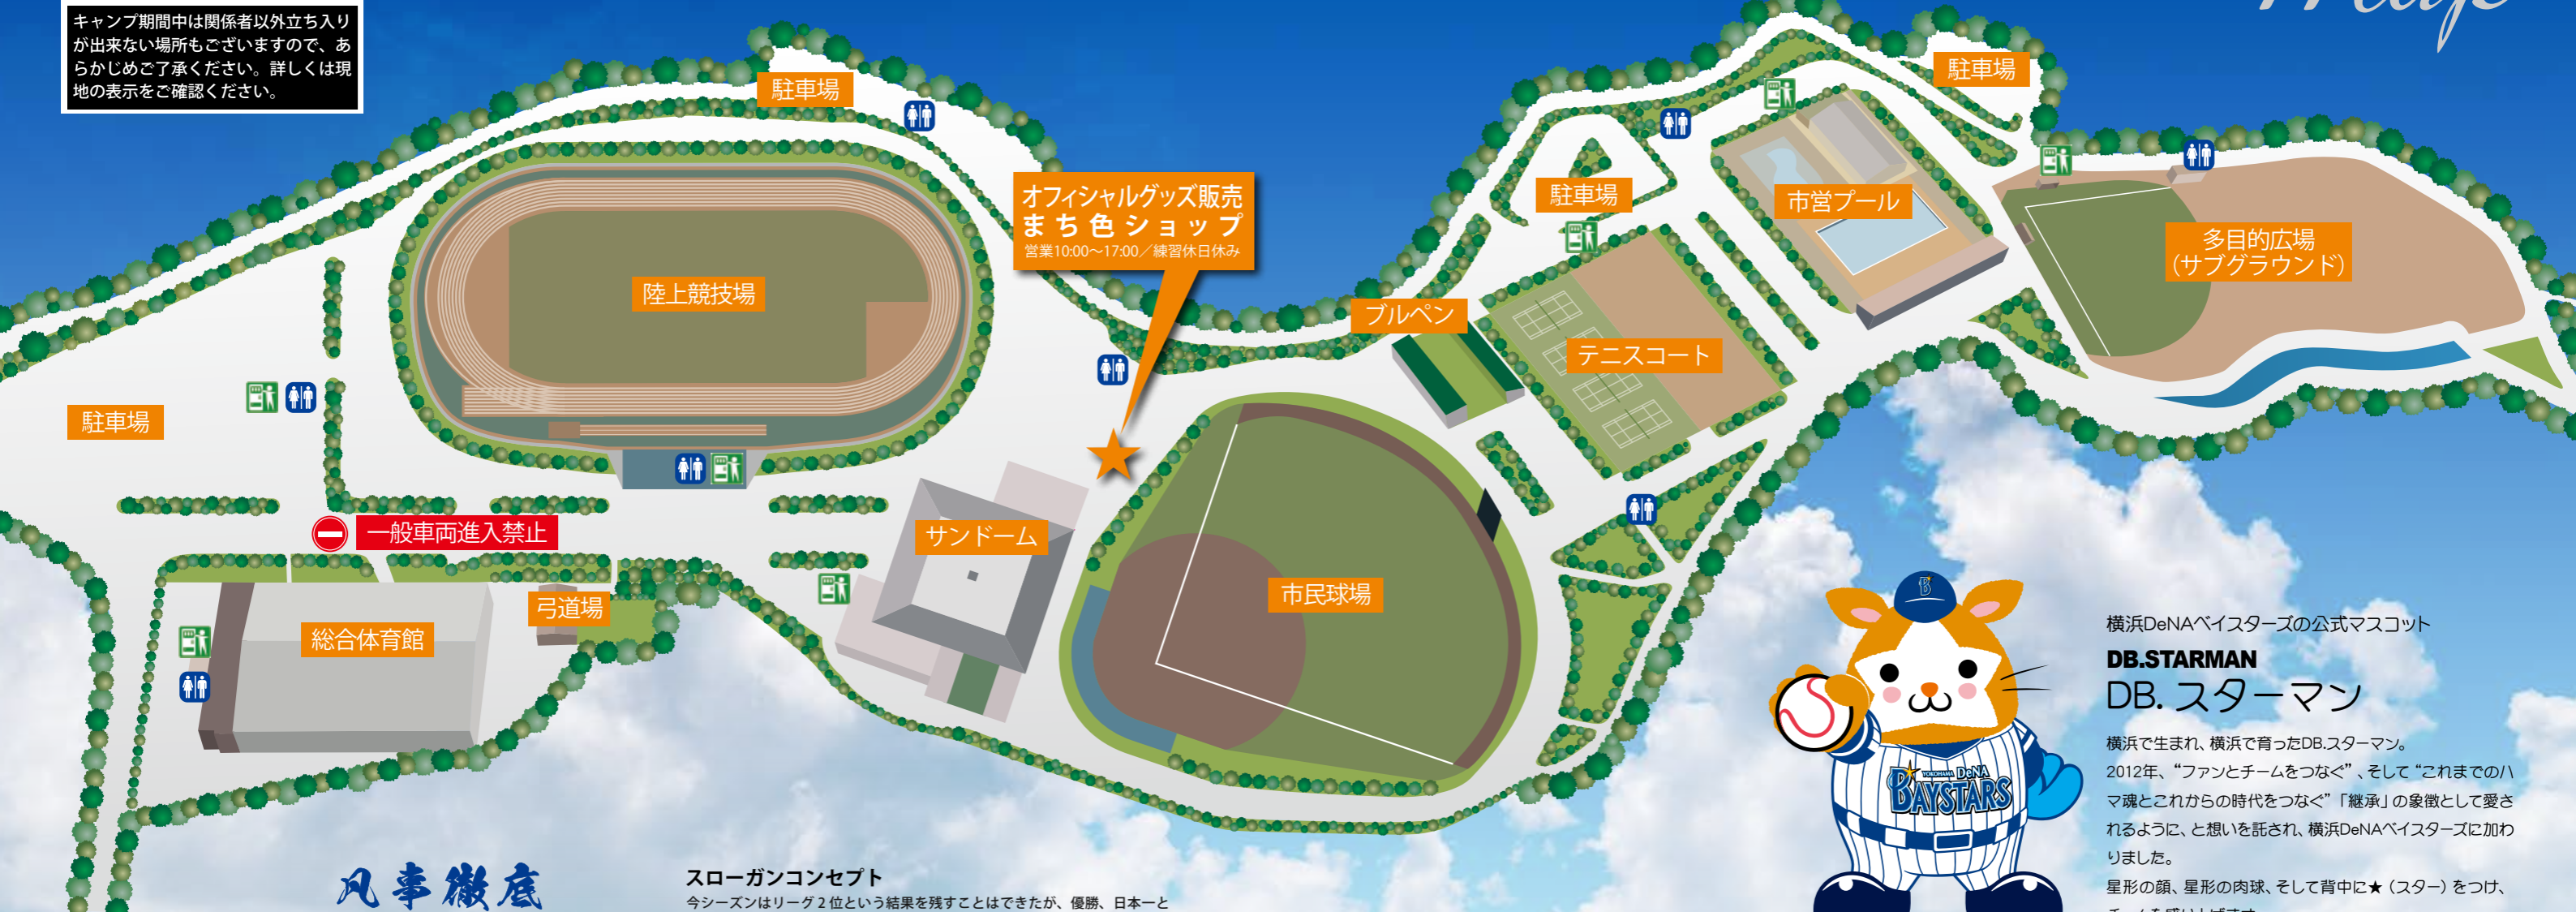 キャンプ期間中は関係者以外立ち入り
が出来ない場所もございますので、あ
らかじめご了承ください。詳しくは現
地の表示をご確認ください。
駐車場
駐車場
オフィシャルグッズ販売
まち色ショップ
営業10:00〜17:00／練習休日休み
駐車場
市営プール
多目的広場
(サブグラウンド)
陸上競技場
ブルペン
テニスコート
駐車場
一般車両進入禁止
サンドーム
市民球場
弓道場
総合体育館
B
YOKOHAMA DeNA
BAYSTARS
横浜DeNAベイスターズの公式マスコット
DB.STARMAN
DB.スターマン
横浜で生まれ、横浜で育ったDB.スターマン。
2012年、“ファンとチームをつなぐ”、そして“これまでのハ
マ魂とこれからの時代をつなぐ”「継承」の象徴として愛さ
れるように、と想いを託され、横浜DeNAベイスターズに加わ
りました。
星形の顔、星形の肉球、そして背中に★（スター）をつけ、
凡事徹底
スローガンコンセプト
今シーズンはリーグ2位という結果を残すことはできたが、優勝、日本一と